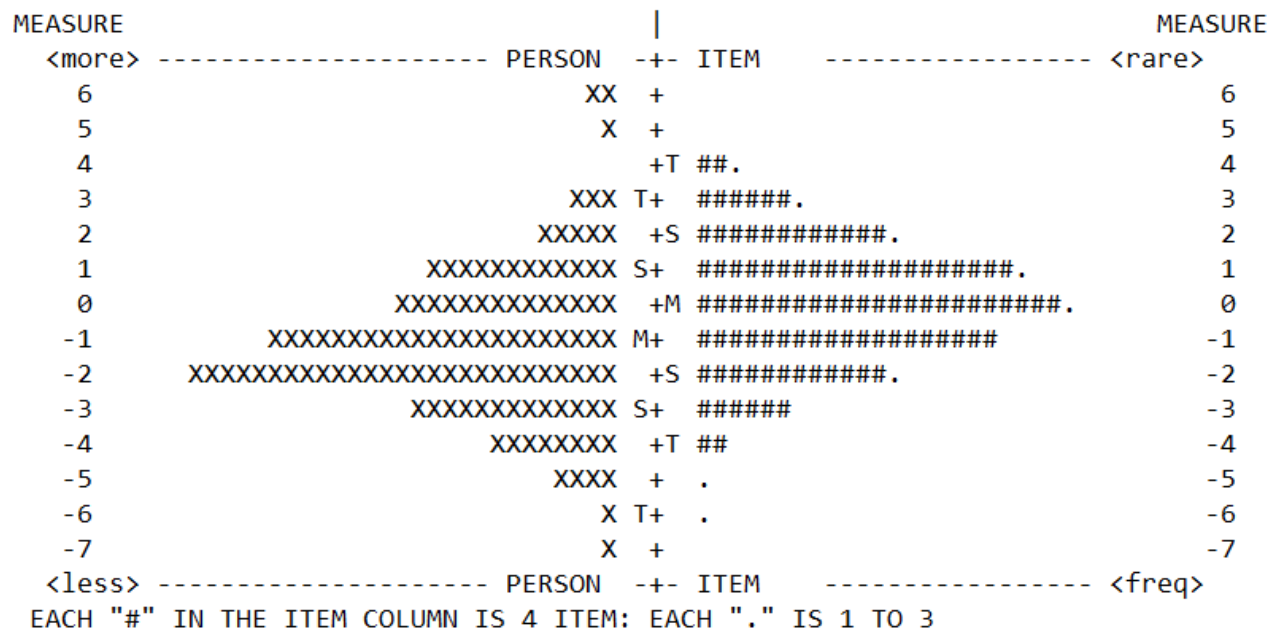 MEASURE | MEASURE
<more> --------------------- PERSON -+- ITEM ----------------- <rare>
6 XX + 6
5 X + 5
4 +T ##. 4
3 XXX T+ ######. 3
2 XXXXX +S ############. 2
1 XXXXXXXXXXXX S+ ####################. 1
0 XXXXXXXXXXXXXX +M #######################. 0
-1 XXXXXXXXXXXXXXXXXXXXXX M+ ################### -1
-2 XXXXXXXXXXXXXXXXXXXXXXXXXXX +S ############. -2
-3 XXXXXXXXXXXXX S+ ###### -3
-4 XXXXXXXX +T ## -4
-5 XXXX + . -5
-6 X T+ . -6
-7 X + -7
<less> --------------------- PERSON -+- ITEM ----------------- <freq>
EACH "#" IN THE ITEM COLUMN IS 4 ITEM: EACH "." IS 1 TO 3